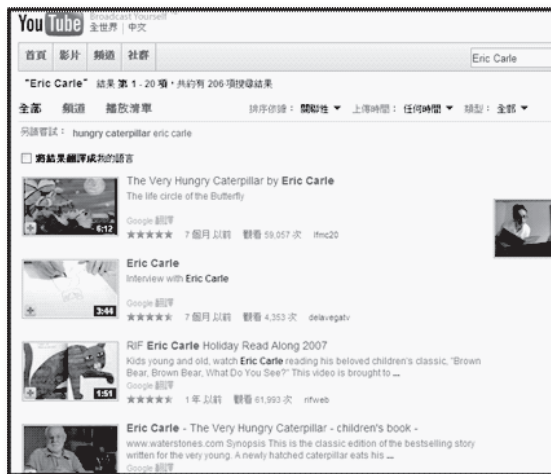 YouTube Broadcast Yourself™
全世界 | 中文
首頁 影片 頻道 社群
Eric Carle
"Eric Carle" 結果 第 1 - 20 項，共約有 206 項搜尋結果
全部 頻道 播放清單 排序依據： 關聯性 ▼ 上傳時間： 任何時間 ▼ 類型： 全部 ▼
另請嘗試： hungry caterpillar eric carle
將結果翻譯成我的語言
The Very Hungry Caterpillar by Eric Carle
The life circle of the Butterfly
Google 翻譯
6:12
★★★★★ 7 個月 以前 觀看 59,057 次 lfmc20
Eric Carle
Interview with Eric Carle
Google 翻譯
3:44
★★★★★ 7 個月 以前 觀看 4,353 次 delavegatv
RIF Eric Carle Holiday Read Along 2007
Kids young and old, watch Eric Carle reading his beloved children's classic, "Brown
Bear, Brown Bear, What Do You See?" This video is brought to ...
Google 翻譯
1:51
★★★★★ 1 年 以前 觀看 61,993 次 rifweb
Eric Carle - The Very Hungry Caterpillar - children's book -
www.waterstones.com Synopsis This is the classic edition of the bestselling story
written for the very young. A newly hatched caterpillar eats his ...
Google 翻譯